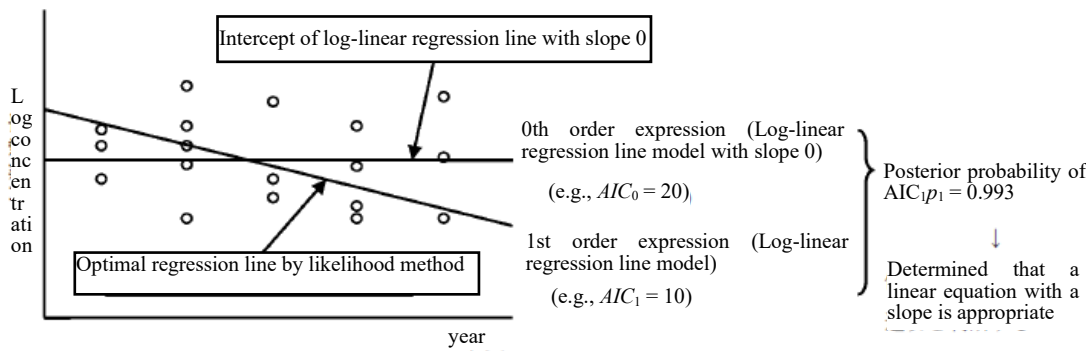 Intercept of log-linear regression line with slope 0
L
og
co
nc
en
tr
ati
on
Optimal regression line by likelihood method
year
0th order expression (Log-linear
regression line model with slope 0)
(e.g., AIC₀ = 20)
1st order expression (Log-linear
regression line model)
(e.g., AIC₁ = 10)
Posterior probability of
AIC₁p₁ = 0.993
↓
Determined that a
linear equation with a
slope is appropriate